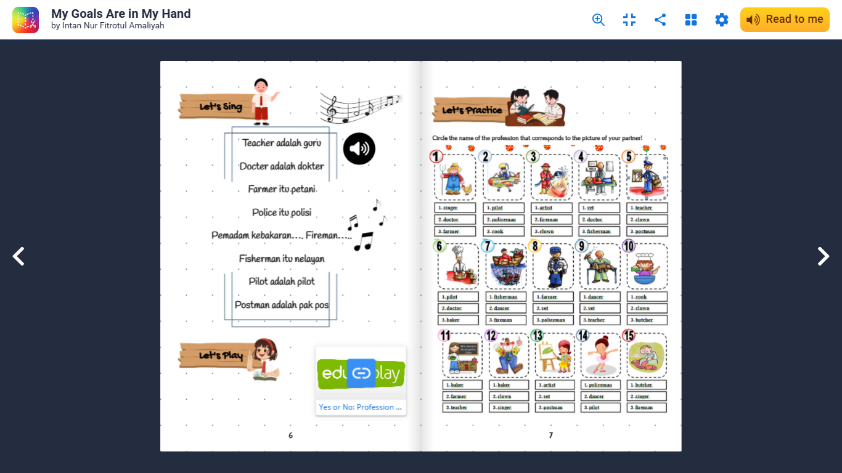 My Goals Are in My Hand
by Intan Nur Fitrotul Amaliyah
Read to me
Let's Sing
Teacher adalah guru
Docter adalah dokter
Farmer itu petani
Police itu polisi
Pemadam kebakaran...., Fireman....
Fisherman itu nelayan
Pilot adalah pilot
Postman adalah pak pos
Let's Play
edu play
Yes or No: Profession ...
6
Let's Practice
Circle the name of the profession that corresponds to the picture of your partner!
1 2 3 4 5
1. singer 1. pilot 1. artist 1. vet 1. teacher
2. doctor 2. policeman 2. fireman 2. doctor 2. clown
3. farmer 3. cook 3. clown 3. fisherman 3. postman
6 7 8 9 10
1. pilot 1. fisherman 1. farmer 1. dancer 1. cook
2. doctor 2. dancer 2. vet 2. vet 2. clown
3. baker 3. fireman 3. policeman 3. teacher 3. butcher
11 12 13 14 15
1. baker 1. baker 1. artist 1. policeman 1. butcher
2. farmer 2. clown 2. vet 2. dancer 2. singer
3. teacher 3. singer 3. postman 3. pilot 3. fireman
7